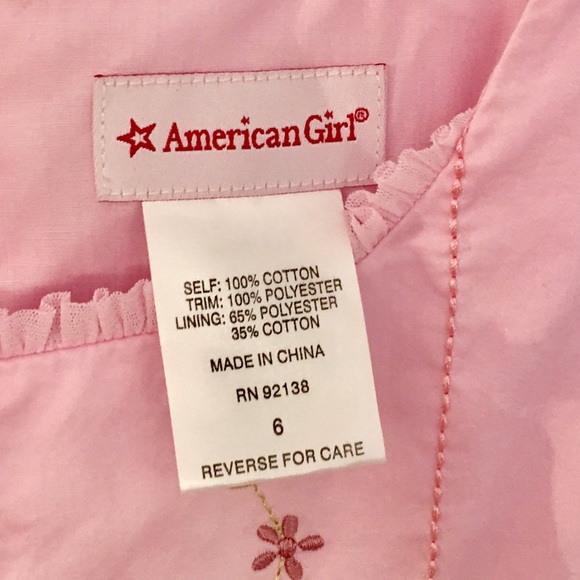 American Girl®
SELF: 100% COTTON
TRIM: 100% POLYESTER
LINING: 65% POLYESTER
35% COTTON
MADE IN CHINA
RN 92138
6
REVERSE FOR CARE